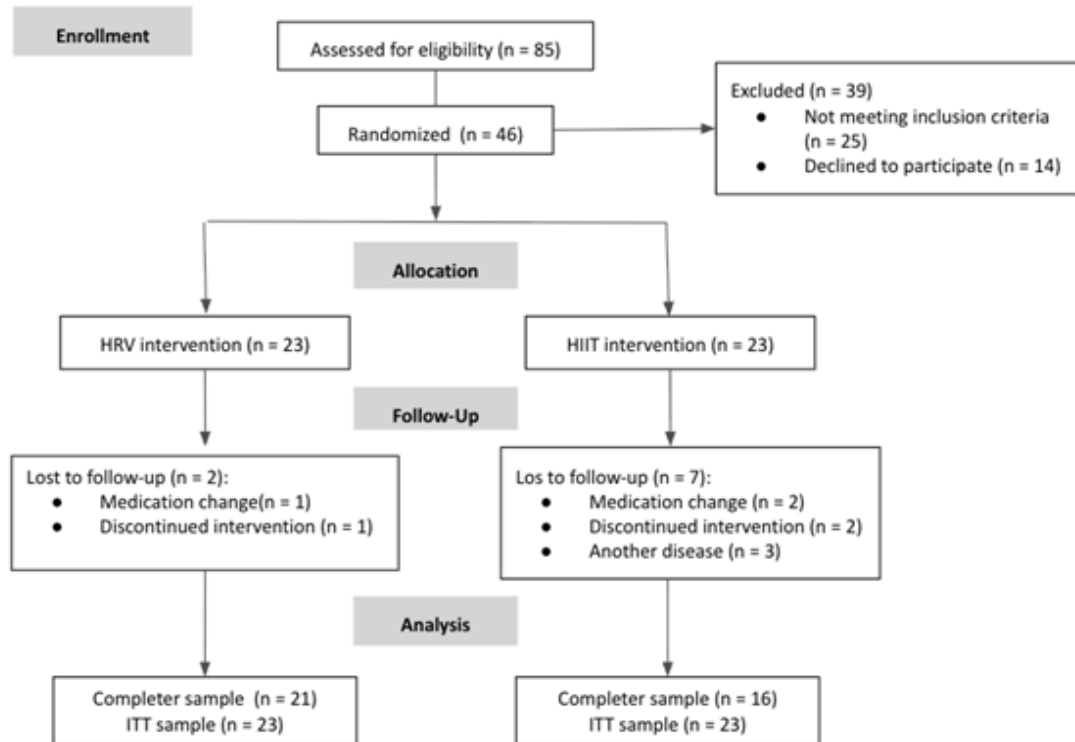 Enrollment
Assessed for eligibility (n = 85)
Excluded (n = 39)
● Not meeting inclusion criteria
(n = 25)
● Declined to participate (n = 14)
Randomized (n = 46)
Allocation
HRV intervention (n = 23)
HIIT intervention (n = 23)
Follow-Up
Lost to follow-up (n = 2):
● Medication change(n = 1)
● Discontinued intervention (n = 1)
Los to follow-up (n = 7):
● Medication change (n = 2)
● Discontinued intervention (n = 2)
● Another disease (n = 3)
Analysis
Completer sample (n = 21)
ITT sample (n = 23)
Completer sample (n = 16)
ITT sample (n = 23)